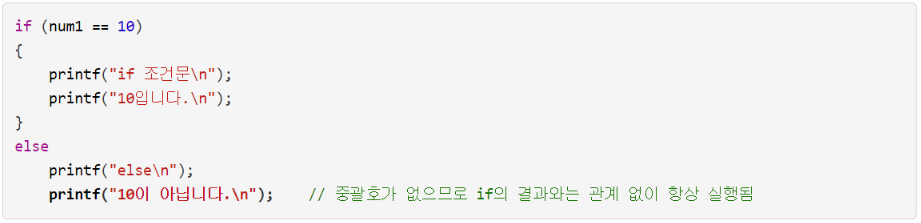 if (num1 == 10)
{
    printf("if 조건문\n");
    printf("10입니다.\n");
}
else
    printf("else\n");
    printf("10이 아닙니다.\n");    // 중괄호가 없으므로 if의 결과와는 관계 없이 항상 실행됨